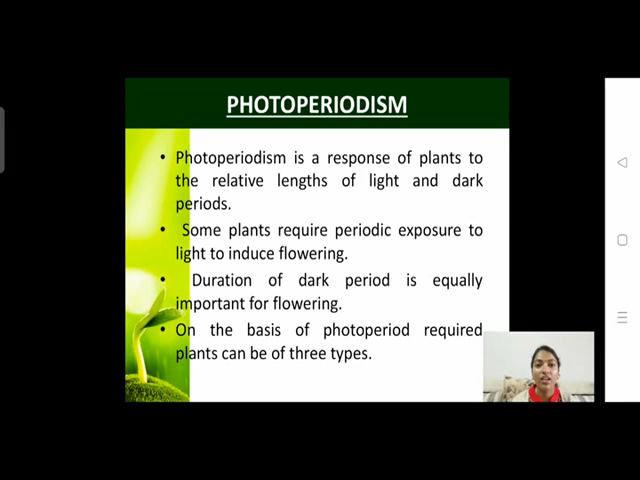 PHOTOPERIODISM
• Photoperiodism is a response of plants to
the relative lengths of light and dark
periods.
• Some plants require periodic exposure to
light to induce flowering.
• Duration of dark period is equally
important for flowering.
• On the basis of photoperiod required
plants can be of three types.